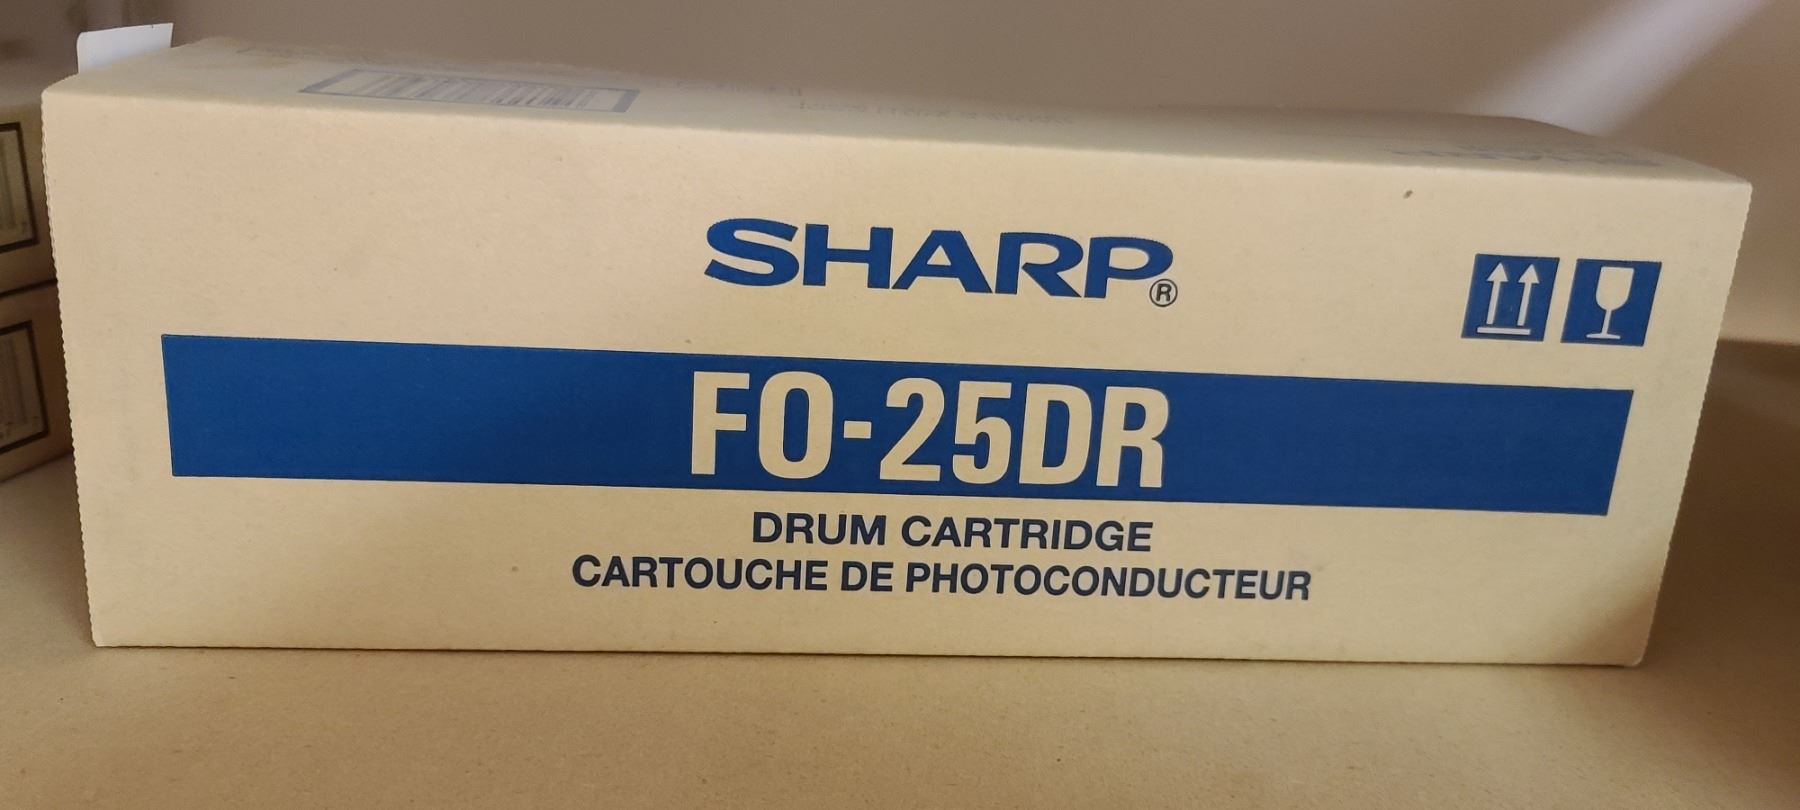 SHARP®
FO-25DR
DRUM CARTRIDGE
CARTOUCHE DE PHOTOCONDUCTEUR